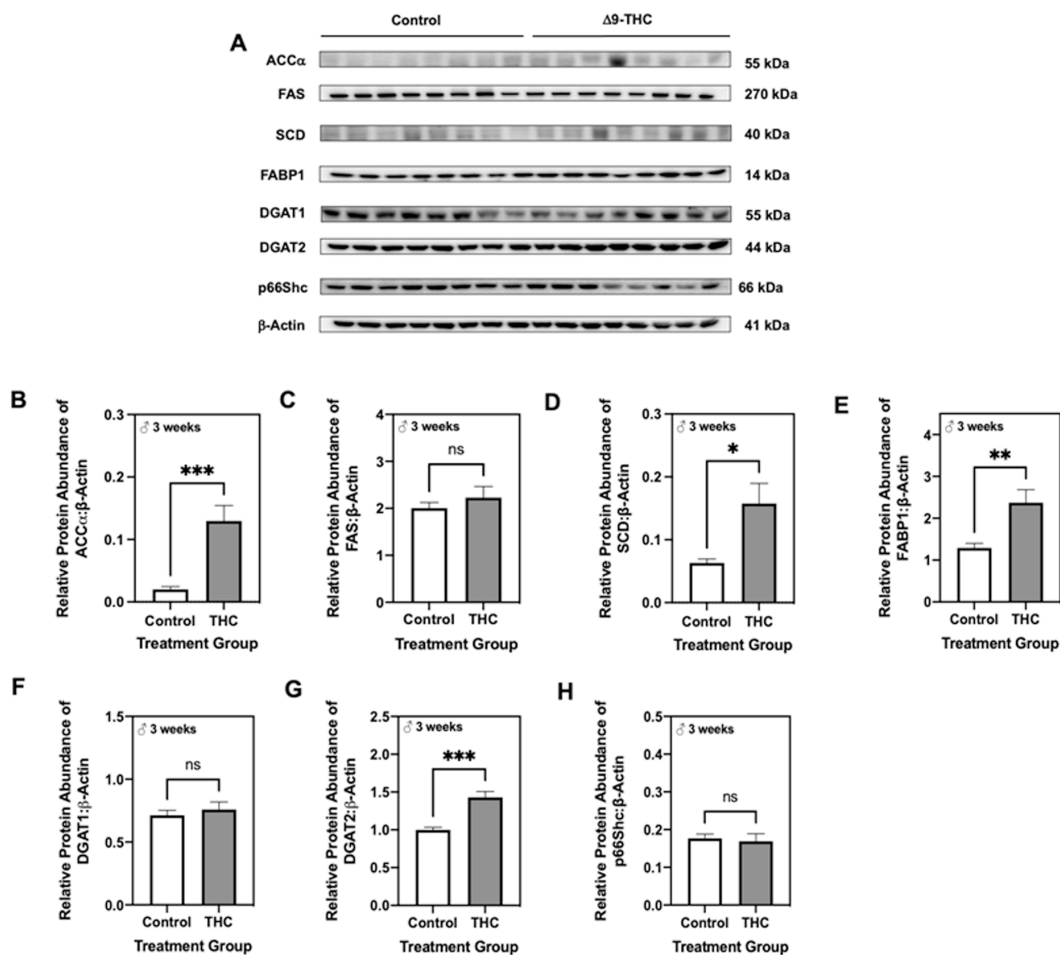 Control Δ9-THC
A
ACCα 55 kDa
FAS 270 kDa
SCD 40 kDa
FABP1 14 kDa
DGAT1 55 kDa
DGAT2 44 kDa
p66Shc 66 kDa
β-Actin 41 kDa
B
Relative Protein Abundance of
ACCα:β-Actin
0.3
0.2
0.1
0.0
♂ 3 weeks
***
Control THC
Treatment Group
C
Relative Protein Abundance of
FAS:β-Actin
4
3
2
1
0
♂ 3 weeks
ns
Control THC
Treatment Group
D
Relative Protein Abundance of
SCD:β-Actin
0.3
0.2
0.1
0.0
♂ 3 weeks
*
Control THC
Treatment Group
E
Relative Protein Abundance of
FABP1:β-Actin
4
3
2
1
0
♂ 3 weeks
**
Control THC
Treatment Group
F
Relative Protein Abundance of
DGAT1:β-Actin
1.5
1.0
0.5
0.0
♂ 3 weeks
ns
Control THC
Treatment Group
G
Relative Protein Abundance of
DGAT2:β-Actin
2.5
2.0
1.5
1.0
0.5
0.0
♂ 3 weeks
***
Control THC
Treatment Group
H
Relative Protein Abundance of
p66Shc:β-Actin
0.5
0.4
0.3
0.2
0.1
0.0
♂ 3 weeks
ns
Control THC
Treatment Group